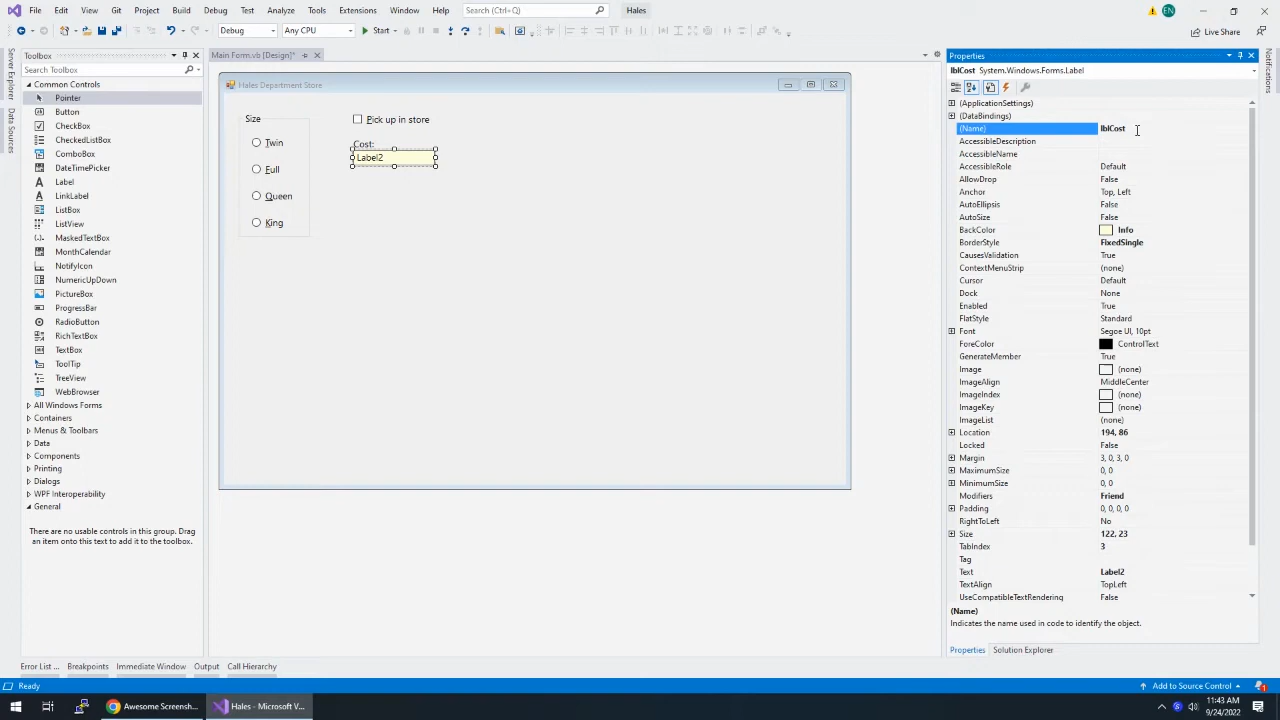 File Edit View Git Project Build Debug Test Analyze Tools Extensions Window Help Search (Ctrl+Q) Hales EN
Debug Any CPU Start Live Share
Server Explorer
Data Sources
Toolbox
Search Toolbox
Common Controls
Pointer
Button
CheckBox
CheckedListBox
ComboBox
DateTimePicker
Label
LinkLabel
ListBox
ListView
MaskedTextBox
MonthCalendar
NotifyIcon
NumericUpDown
PictureBox
ProgressBar
RadioButton
RichTextBox
TextBox
ToolTip
TreeView
WebBrowser
All Windows Forms
Containers
Menus & Toolbars
Data
Components
Printing
Dialogs
WPF Interoperability
General
There are no usable controls in this group. Drag
an item onto this text to add it to the toolbox.
Main Form.vb [Design]*
Hales Department Store
Size
Twin
Full
Queen
King
Pick up in store
Cost:
Label2
Properties
lblCost System.Windows.Forms.Label
(ApplicationSettings)
(DataBindings)
(Name) lblCost
AccessibleDescription
AccessibleName
AccessibleRole Default
AllowDrop False
Anchor Top, Left
AutoEllipsis False
AutoSize False
BackColor Info
BorderStyle FixedSingle
CausesValidation True
ContextMenuStrip (none)
Cursor Default
Dock None
Enabled True
FlatStyle Standard
Font Segoe UI, 10pt
ForeColor ControlText
GenerateMember True
Image (none)
ImageAlign MiddleCenter
ImageIndex (none)
ImageKey (none)
ImageList (none)
Location 194, 86
Locked False
Margin 3, 0, 3, 0
MaximumSize 0, 0
MinimumSize 0, 0
Modifiers Friend
Padding 0, 0, 0, 0
RightToLeft No
Size 122, 23
TabIndex 3
Tag
Text Label2
TextAlign TopLeft
UseCompatibleTextRendering False
(Name)
Indicates the name used in code to identify the object.
Properties Solution Explorer
Notifications
Error List ... Breakpoints Immediate Window Output Call Hierarchy
Ready Add to Source Control 1
Awesome Screensh... Hales - Microsoft V... 11:43 AM
9/24/2022